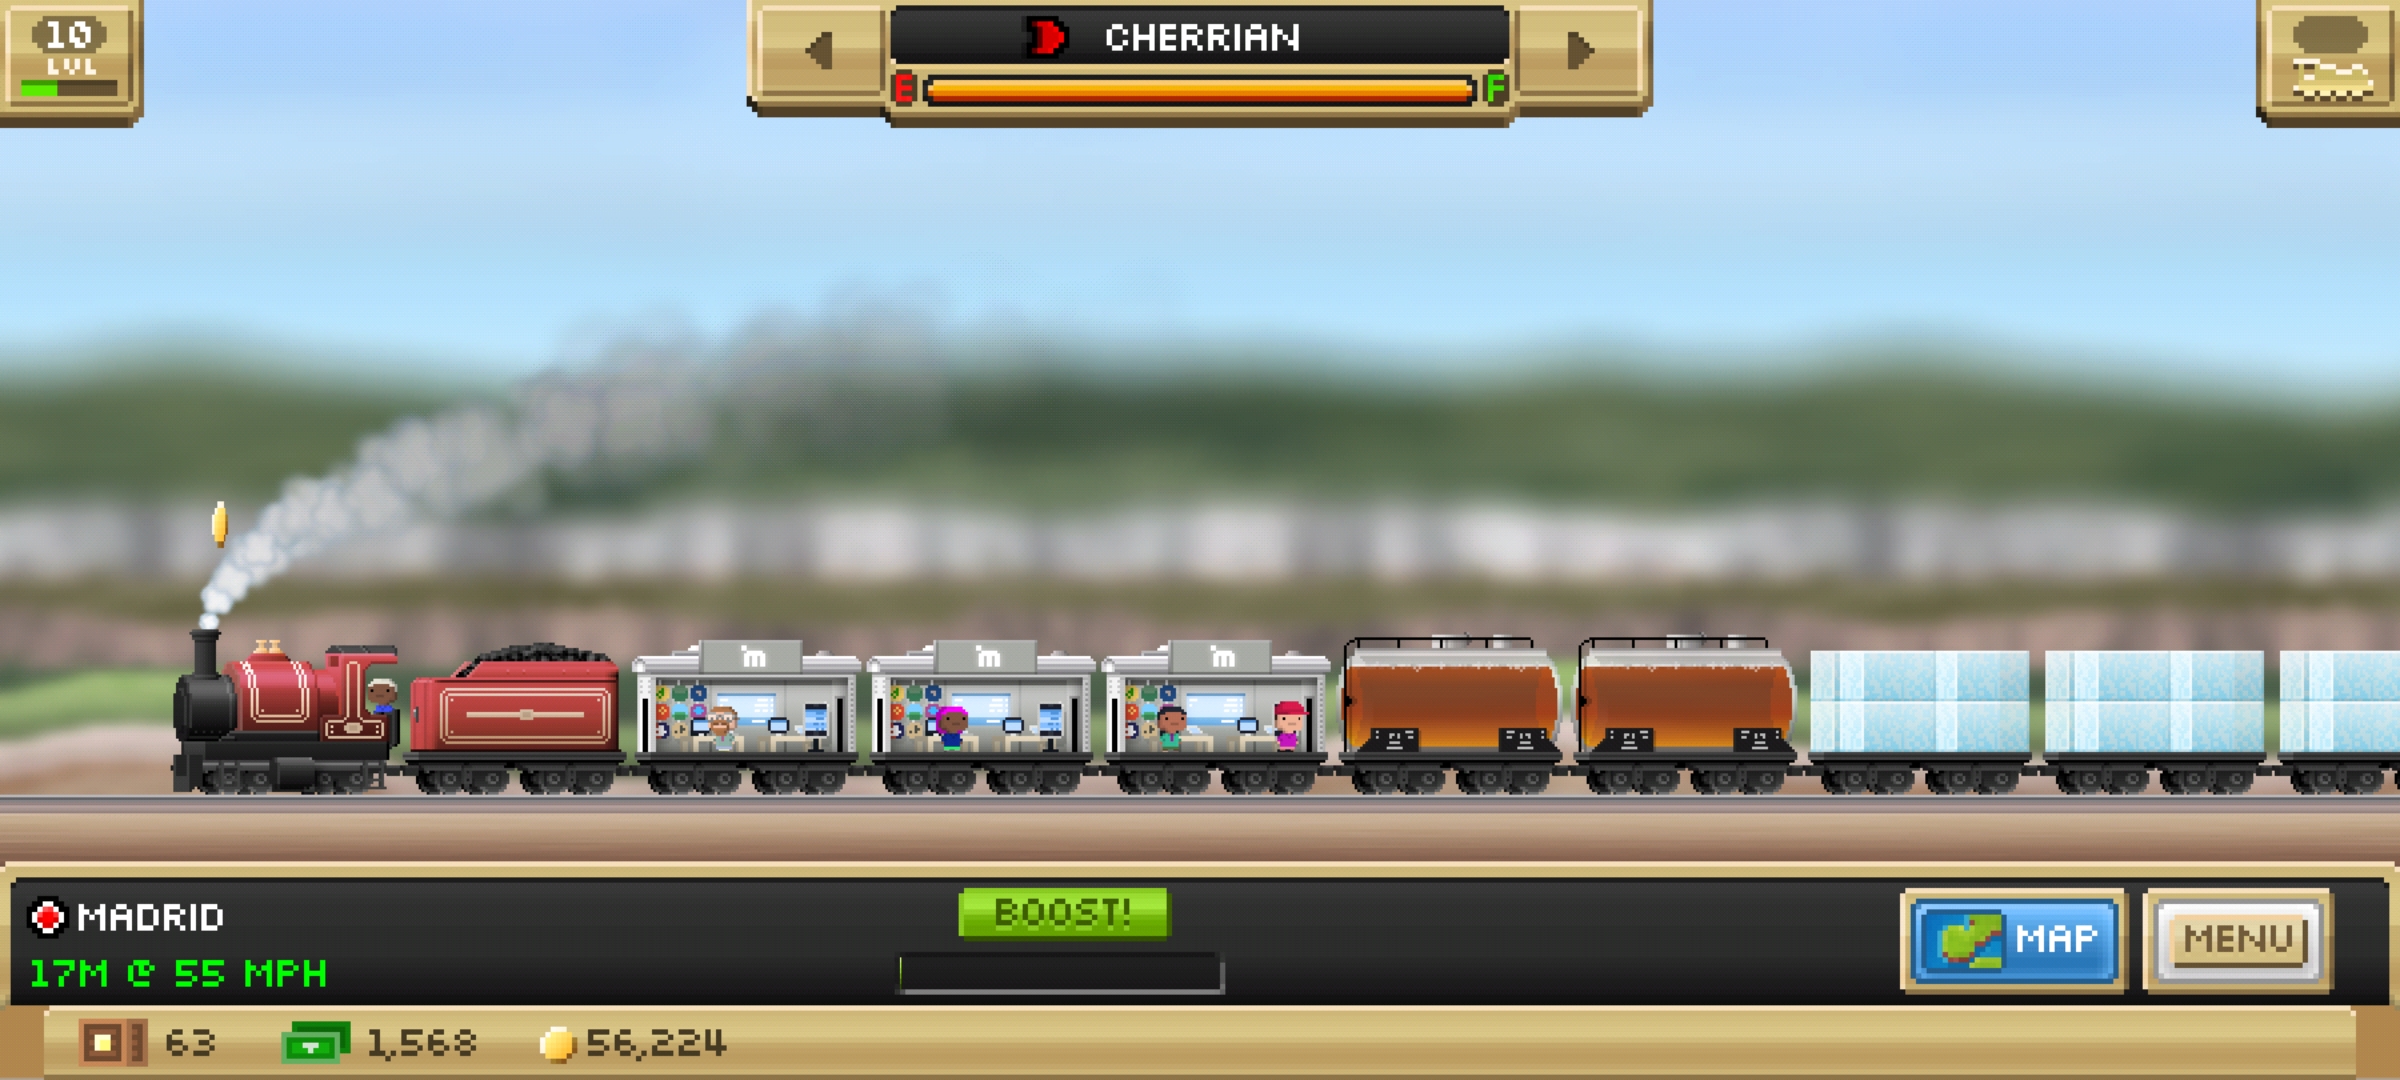 10
LVL
CHERRIAN
E F
m m m
MADRID
17M @ 55 MPH
BOOST!
MAP
MENU
63 1,568 56,224